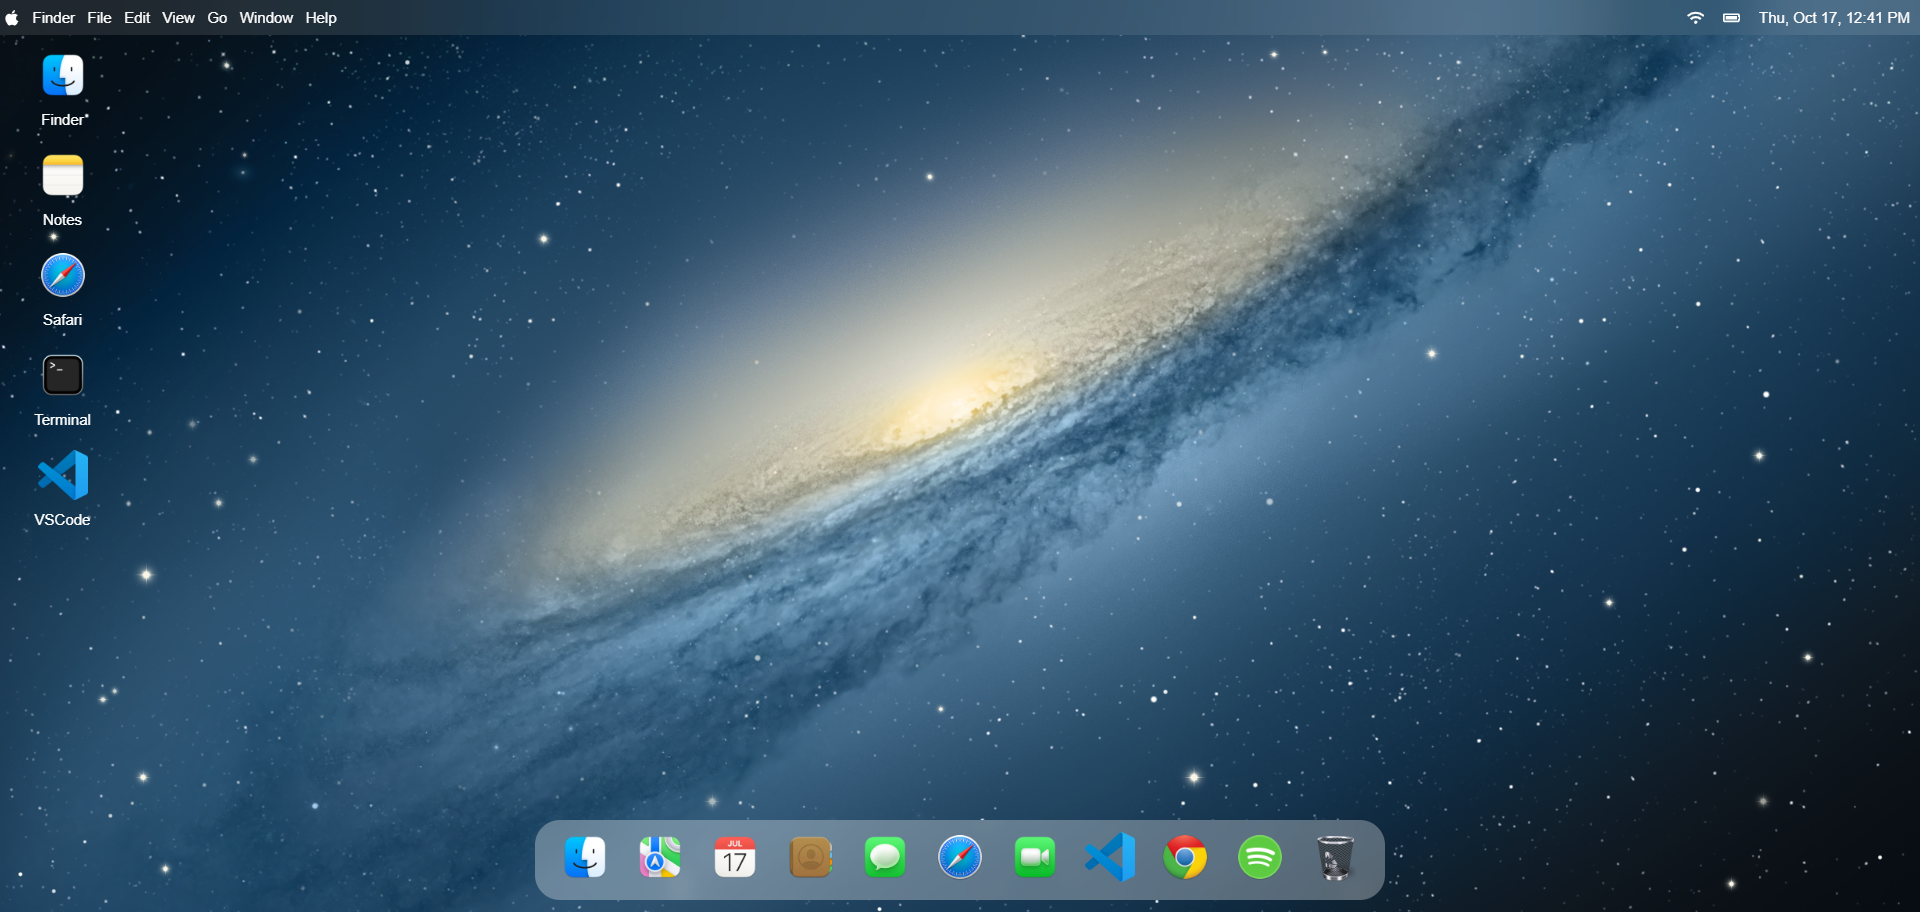 Finder File Edit View Go Window Help
Thu, Oct 17, 12:41 PM
Finder
Notes
Safari
>_
Terminal
VSCode
JUL
17